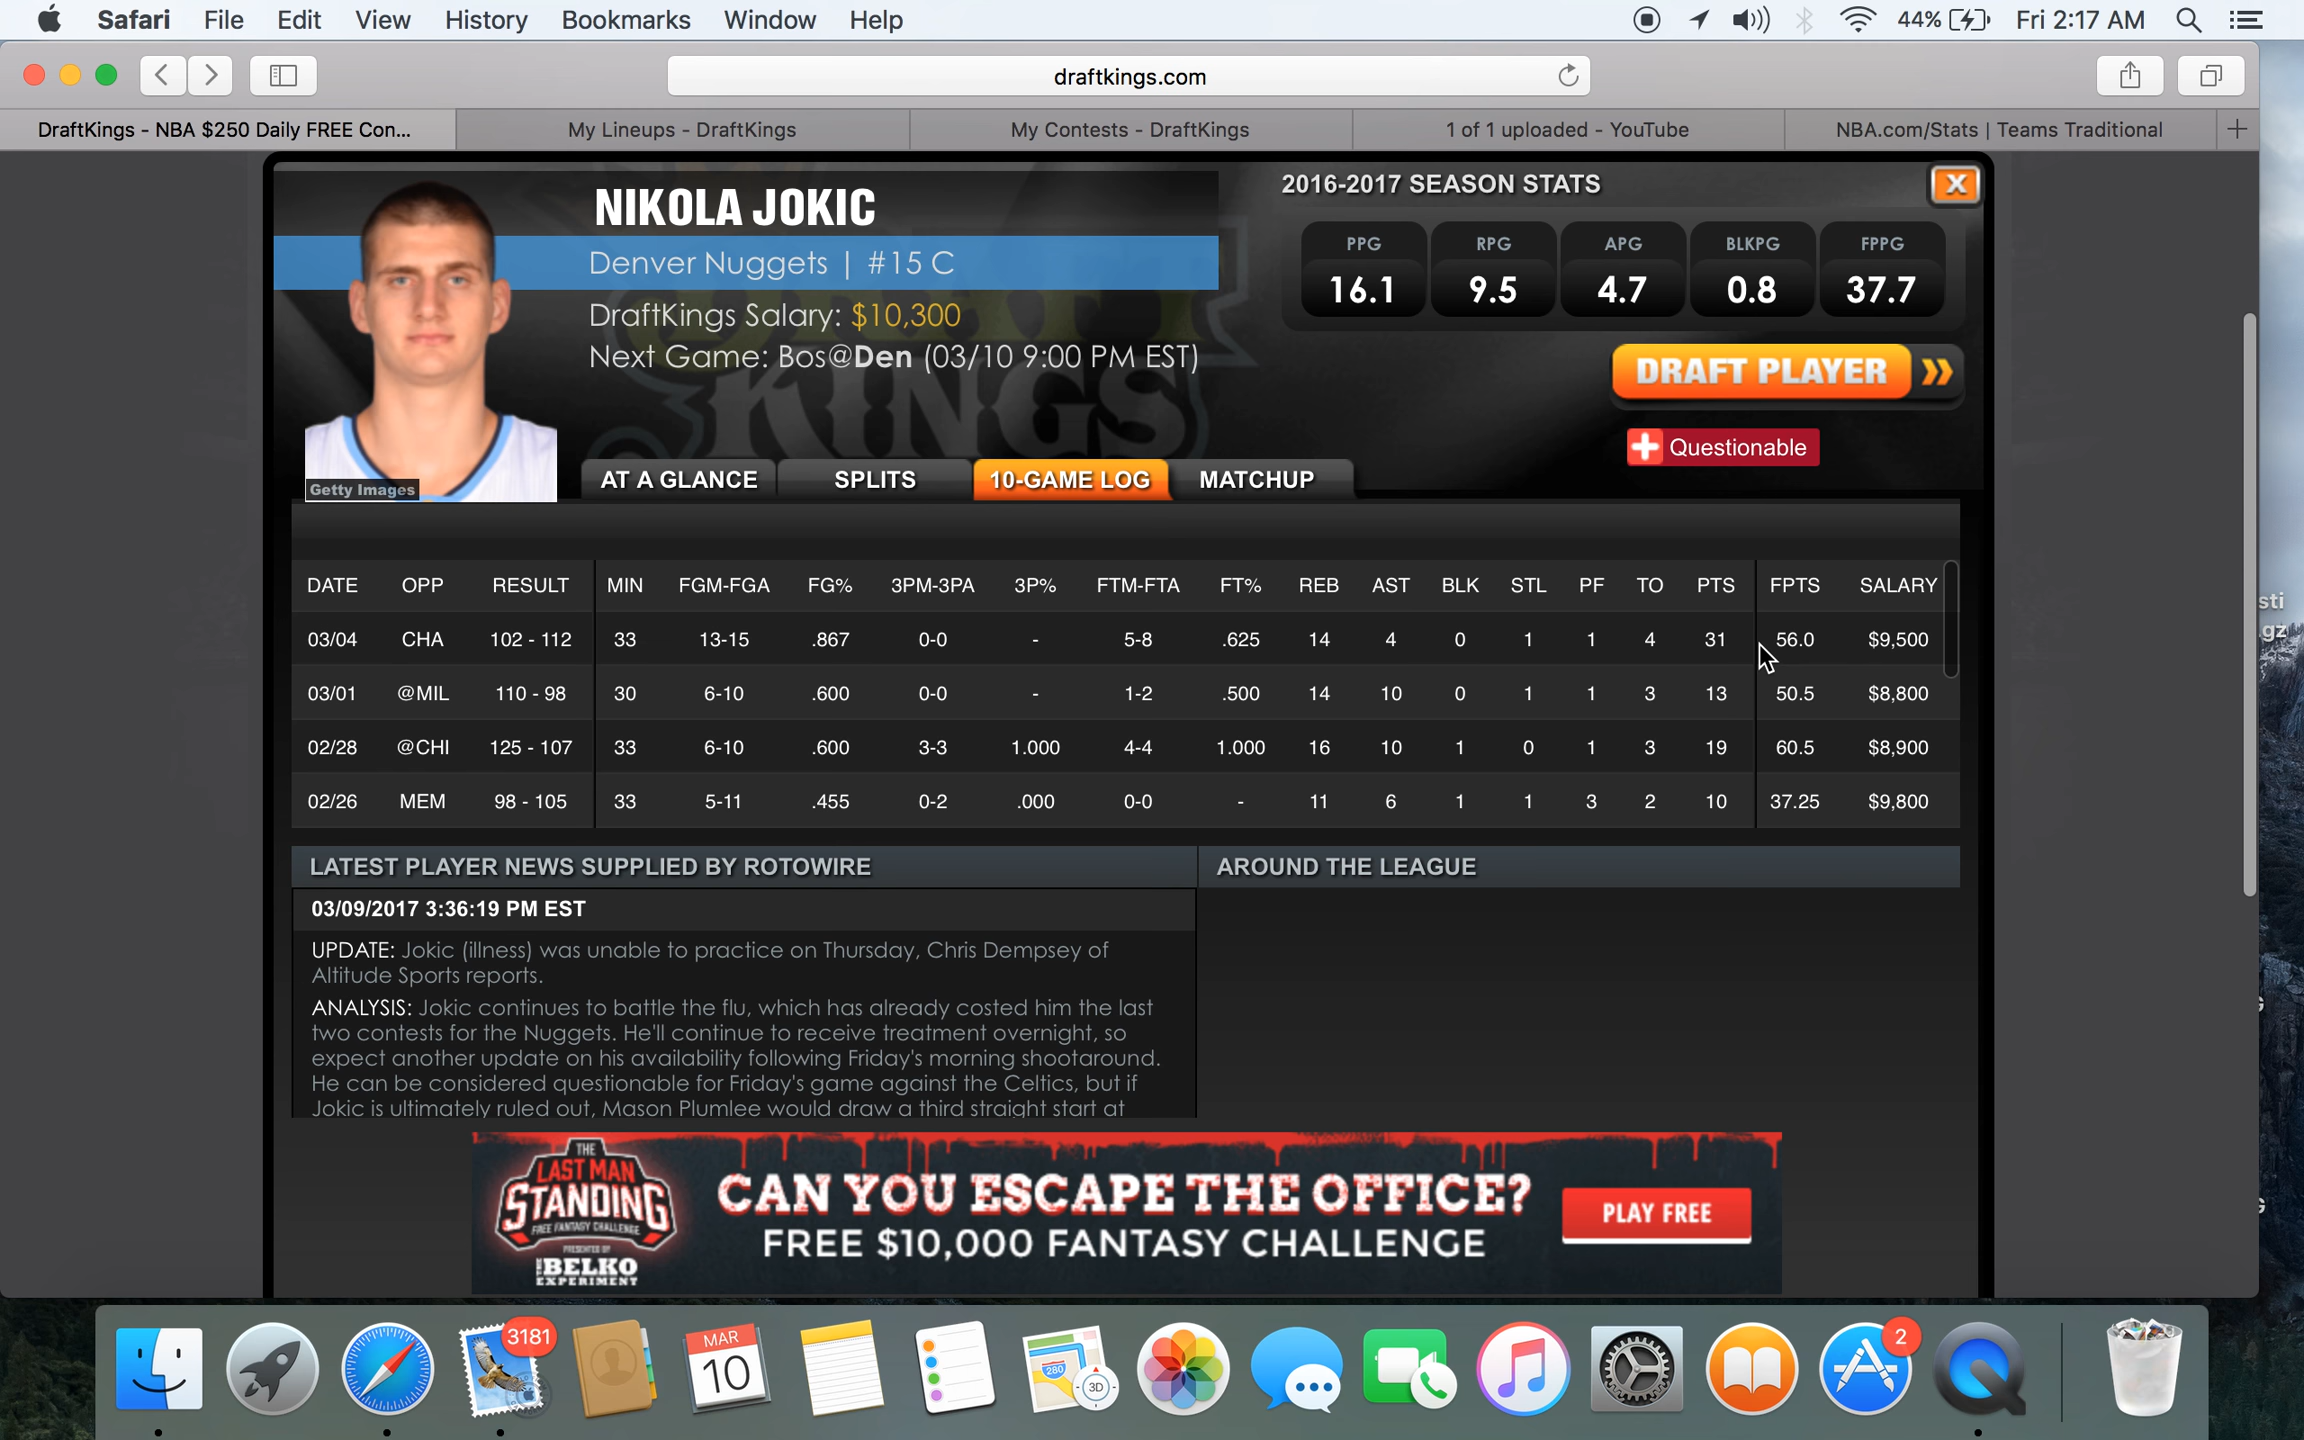 Safari File Edit View History Bookmarks Window Help 44% Fri 2:17 AM
draftkings.com
DraftKings - NBA $250 Daily FREE Con... My Lineups - DraftKings My Contests - DraftKings 1 of 1 uploaded - YouTube NBA.com/Stats | Teams Traditional
NIKOLA JOKIC
Denver Nuggets | #15 C
DraftKings Salary: $10,300
Next Game: Bos@Den (03/10 9:00 PM EST)
2016-2017 SEASON STATS
X
PPG RPG APG BLKPG FPPG
16.1 9.5 4.7 0.8 37.7
DRAFT PLAYER
Questionable
KINGS
Getty Images
AT A GLANCE SPLITS 10-GAME LOG MATCHUP
DATE OPP RESULT MIN FGM-FGA FG% 3PM-3PA 3P% FTM-FTA FT% REB AST BLK STL PF TO PTS FPTS SALARY
03/04 CHA 102 - 112 33 13-15 .867 0-0 - 5-8 .625 14 4 0 1 1 4 31 56.0 $9,500
03/01 @MIL 110 - 98 30 6-10 .600 0-0 - 1-2 .500 14 10 0 1 1 3 13 50.5 $8,800
02/28 @CHI 125 - 107 33 6-10 .600 3-3 1.000 4-4 1.000 16 10 1 0 1 3 19 60.5 $8,900
02/26 MEM 98 - 105 33 5-11 .455 0-2 .000 0-0 - 11 6 1 1 3 2 10 37.25 $9,800
LATEST PLAYER NEWS SUPPLIED BY ROTOWIRE
AROUND THE LEAGUE
03/09/2017 3:36:19 PM EST
UPDATE: Jokic (illness) was unable to practice on Thursday, Chris Dempsey of
Altitude Sports reports.
ANALYSIS: Jokic continues to battle the flu, which has already costed him the last
two contests for the Nuggets. He'll continue to receive treatment overnight, so
expect another update on his availability following Friday's morning shootaround.
He can be considered questionable for Friday's game against the Celtics, but if
Jokic is ultimately ruled out, Mason Plumlee would draw a third straight start at
THE
LAST MAN
STANDING
FREE FANTASY CHALLENGE
PRESENTED BY
THE BELKO
EXPERIMENT
CAN YOU ESCAPE THE OFFICE?
FREE $10,000 FANTASY CHALLENGE
PLAY FREE
sti
.gz
3181
MAR
10
280
3D
2